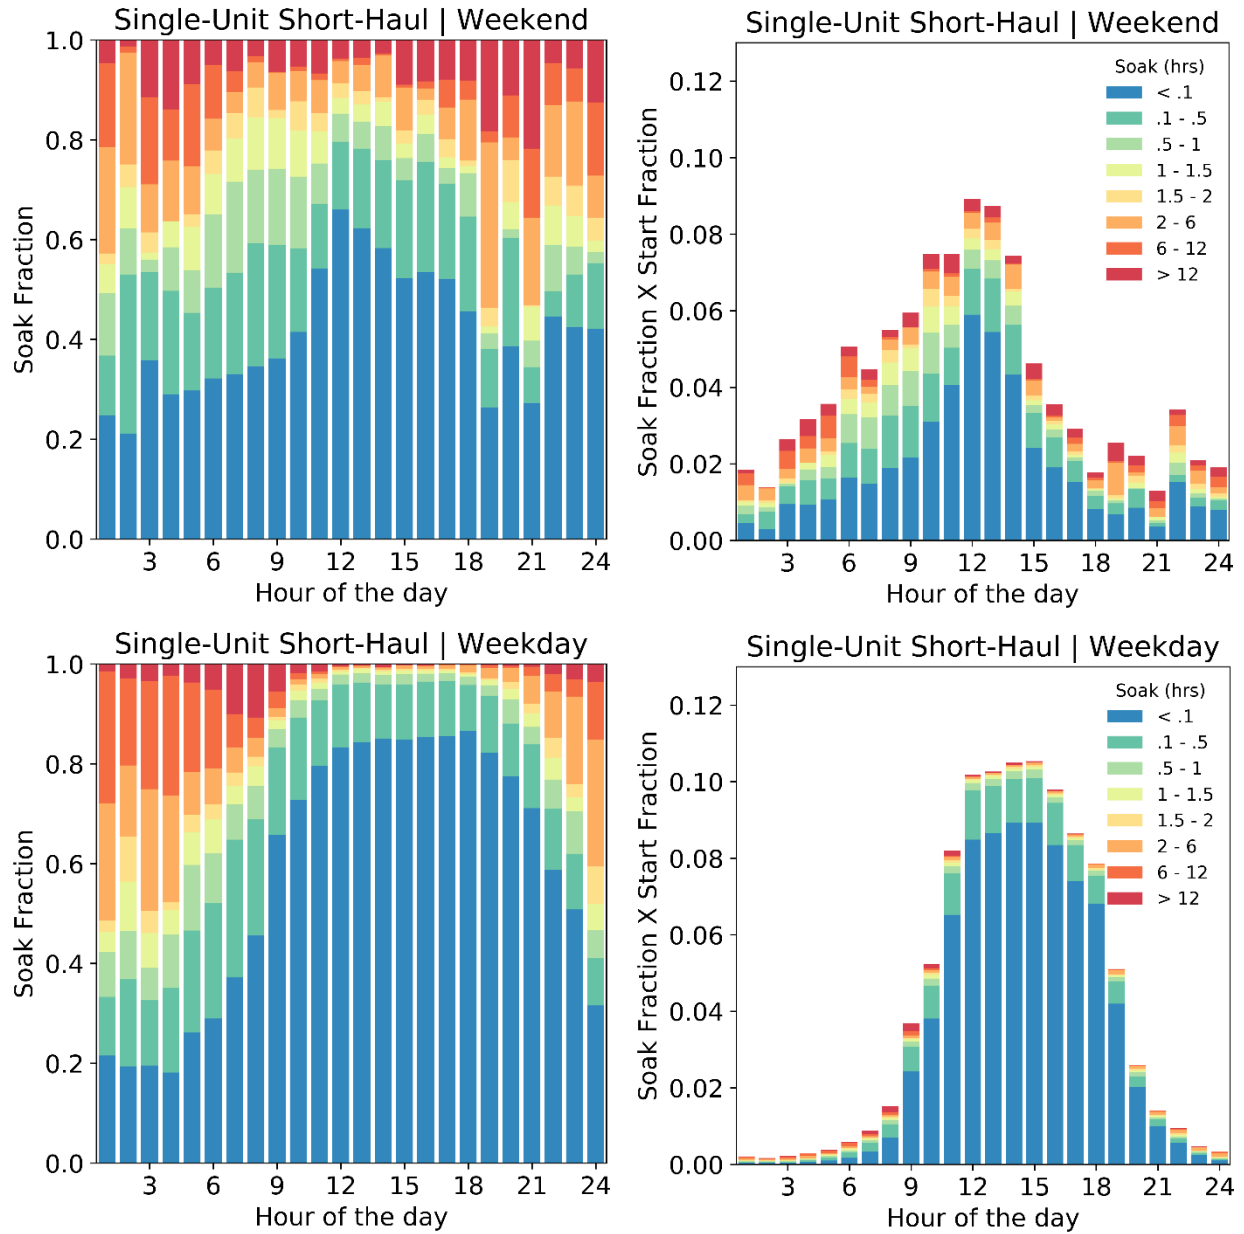 Single-Unit Short-Haul | Weekend
1.0
0.8
0.6
0.4
0.2
0.0
Soak Fraction
3 6 9 12 15 18 21 24
Hour of the day
Single-Unit Short-Haul | Weekend
0.12
0.10
0.08
0.06
0.04
0.02
0.00
Soak Fraction X Start Fraction
Soak (hrs)
< .1
.1 - .5
.5 - 1
1 - 1.5
1.5 - 2
2 - 6
6 - 12
> 12
3 6 9 12 15 18 21 24
Hour of the day
Single-Unit Short-Haul | Weekday
1.0
0.8
0.6
0.4
0.2
0.0
Soak Fraction
3 6 9 12 15 18 21 24
Hour of the day
Single-Unit Short-Haul | Weekday
0.12
0.10
0.08
0.06
0.04
0.02
0.00
Soak Fraction X Start Fraction
Soak (hrs)
< .1
.1 - .5
.5 - 1
1 - 1.5
1.5 - 2
2 - 6
6 - 12
> 12
3 6 9 12 15 18 21 24
Hour of the day